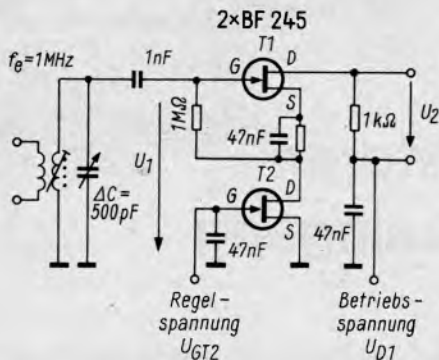 2×BF 245
fe=1MHz
1nF
T1
D
G
S
1MΩ
47nF
1kΩ
U2
U1
ΔC=
500pF
T2
G
D
S
47nF
47nF
Regel-
spannung
UGT2
Betriebs-
spannung
UD1